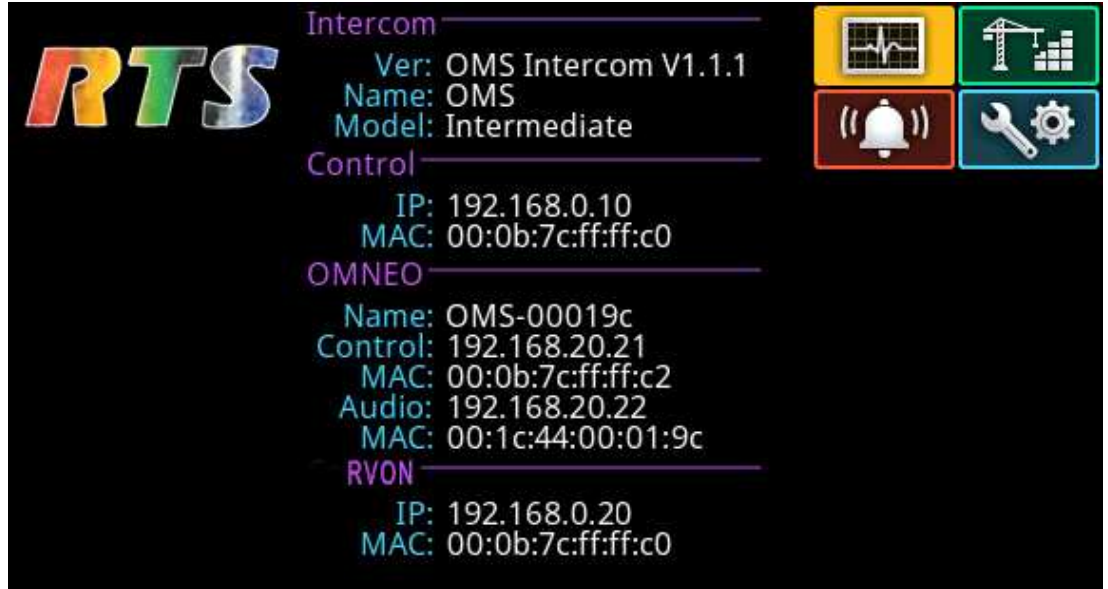 RTS
Intercom
Ver: OMS Intercom V1.1.1
Name: OMS
Model: Intermediate
Control
IP: 192.168.0.10
MAC: 00:0b:7c:ff:ff:c0
OMNEO
Name: OMS-00019c
Control: 192.168.20.21
MAC: 00:0b:7c:ff:ff:c2
Audio: 192.168.20.22
MAC: 00:1c:44:00:01:9c
RVON
IP: 192.168.0.20
MAC: 00:0b:7c:ff:ff:c0